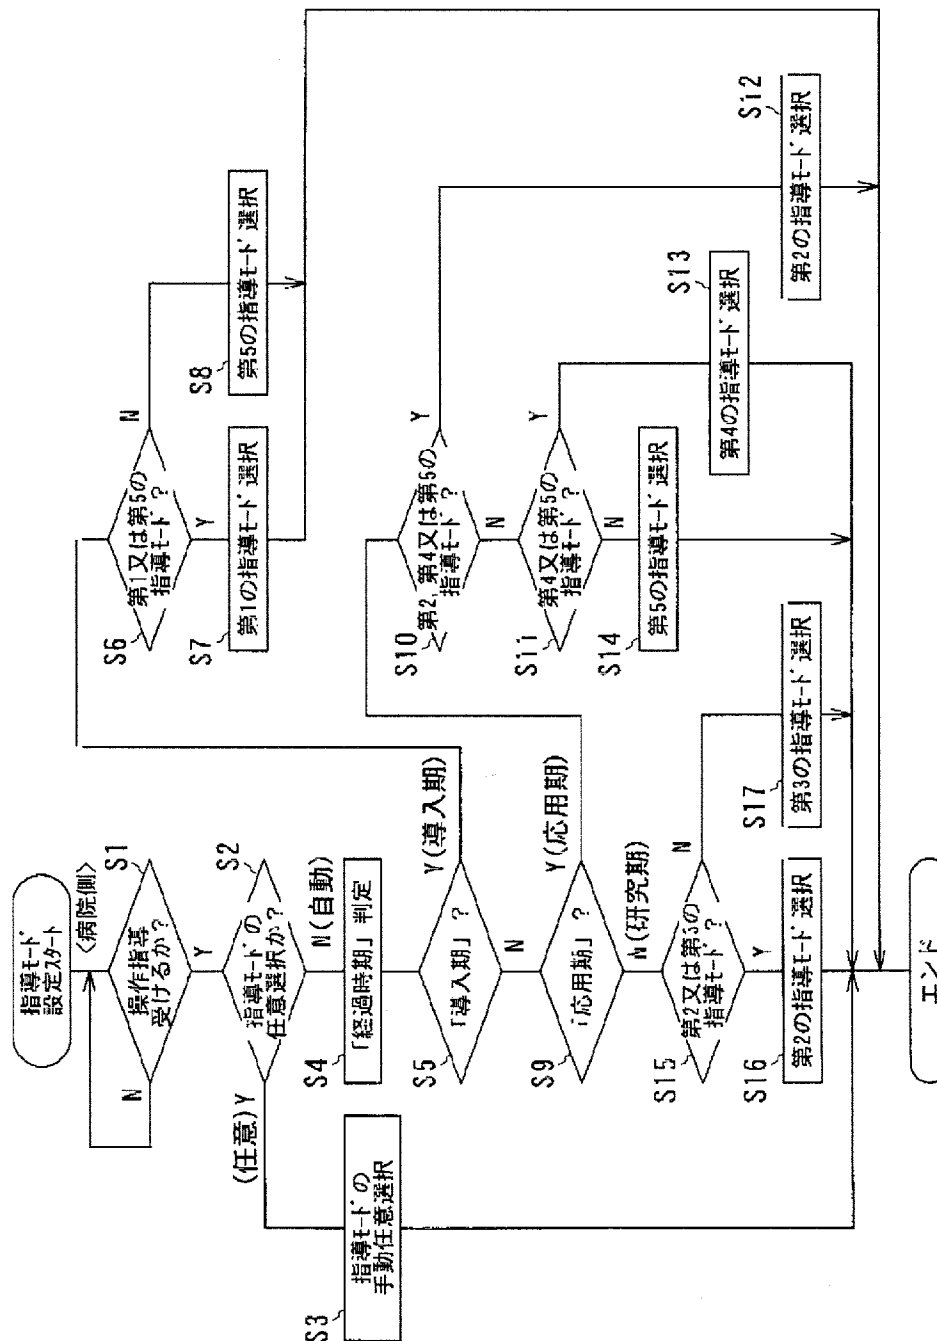 指導モード
設定スタート
<病院側>
S1
操作指導
受けるか?
N
Y
S2
指導モードの
任意選択か?
(任意)Y
N(自動)
S3
指導モードの
手動任意選択
S4
「経過時期」判定
S5
「導入期」?
Y(導入期)
N
S6
第1又は第5の
指導モード?
N
Y
S7
第1の指導モード選択
S8
第5の指導モード選択
S9
「応用期」?
Y(応用期)
N(研究期)
S10
第2,第4又は第5の
指導モード?
Y
N
S11
第4又は第5の
指導モード?
Y
N
S12
第2の指導モード選択
S13
第4の指導モード選択
S14
第5の指導モード選択
S15
第2又は第3の
指導モード?
N
Y
S16
第2の指導モード選択
S17
第3の指導モード選択
エンド